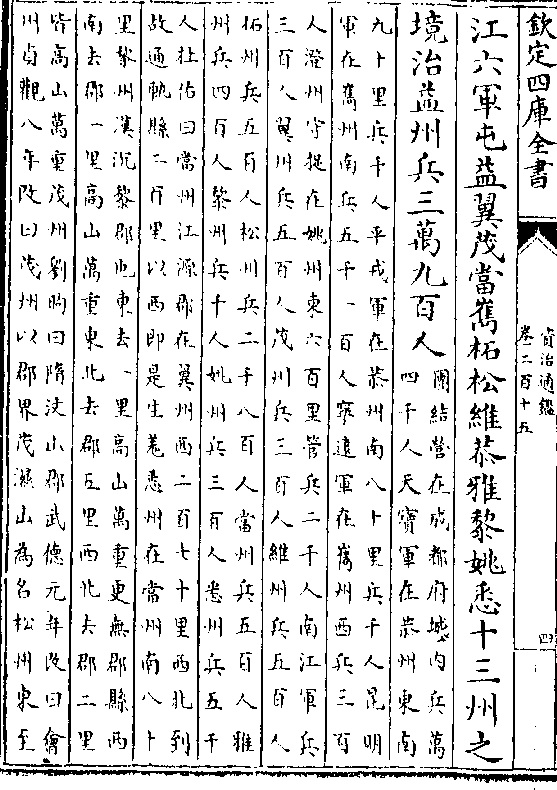 欽定四庫全書
資治通鑑
卷二百十五
四
江六軍屯益翼茂當嶲柘松維恭雅黎姚悉十三州之
境治益州兵三萬九百人
團結營在成都府城內兵萬
四千人天寶軍在恭州東南
九十里兵千人平戎軍在恭州南八十里兵千人昆明
軍在嶲州南兵五千一百人寧遠軍在嶲州西兵三百
人澄州守捉在姚州東六百里管兵二千人南江軍兵
三百人翼州兵五百人茂州兵三百人維州兵五百人
柘州兵五百人松州兵二千八百人當州兵五百人雅
州兵四百人黎州兵千人姚州兵三百人悉州兵五千
人杜佑曰當州江源郡在翼州西二百七十里西北到
故通軌縣二百里以西即是生羌悉州在當州南八十
里黎州漢沉黎郡也東去一里高山萬重更無郡縣西
南去郡一里高山萬重東北去郡五里西北去郡二里
皆高山萬重茂州劉昫曰隋汶山郡武德元年改曰會
州貞觀八年改曰茂州以郡界茂濕山為名松州東至